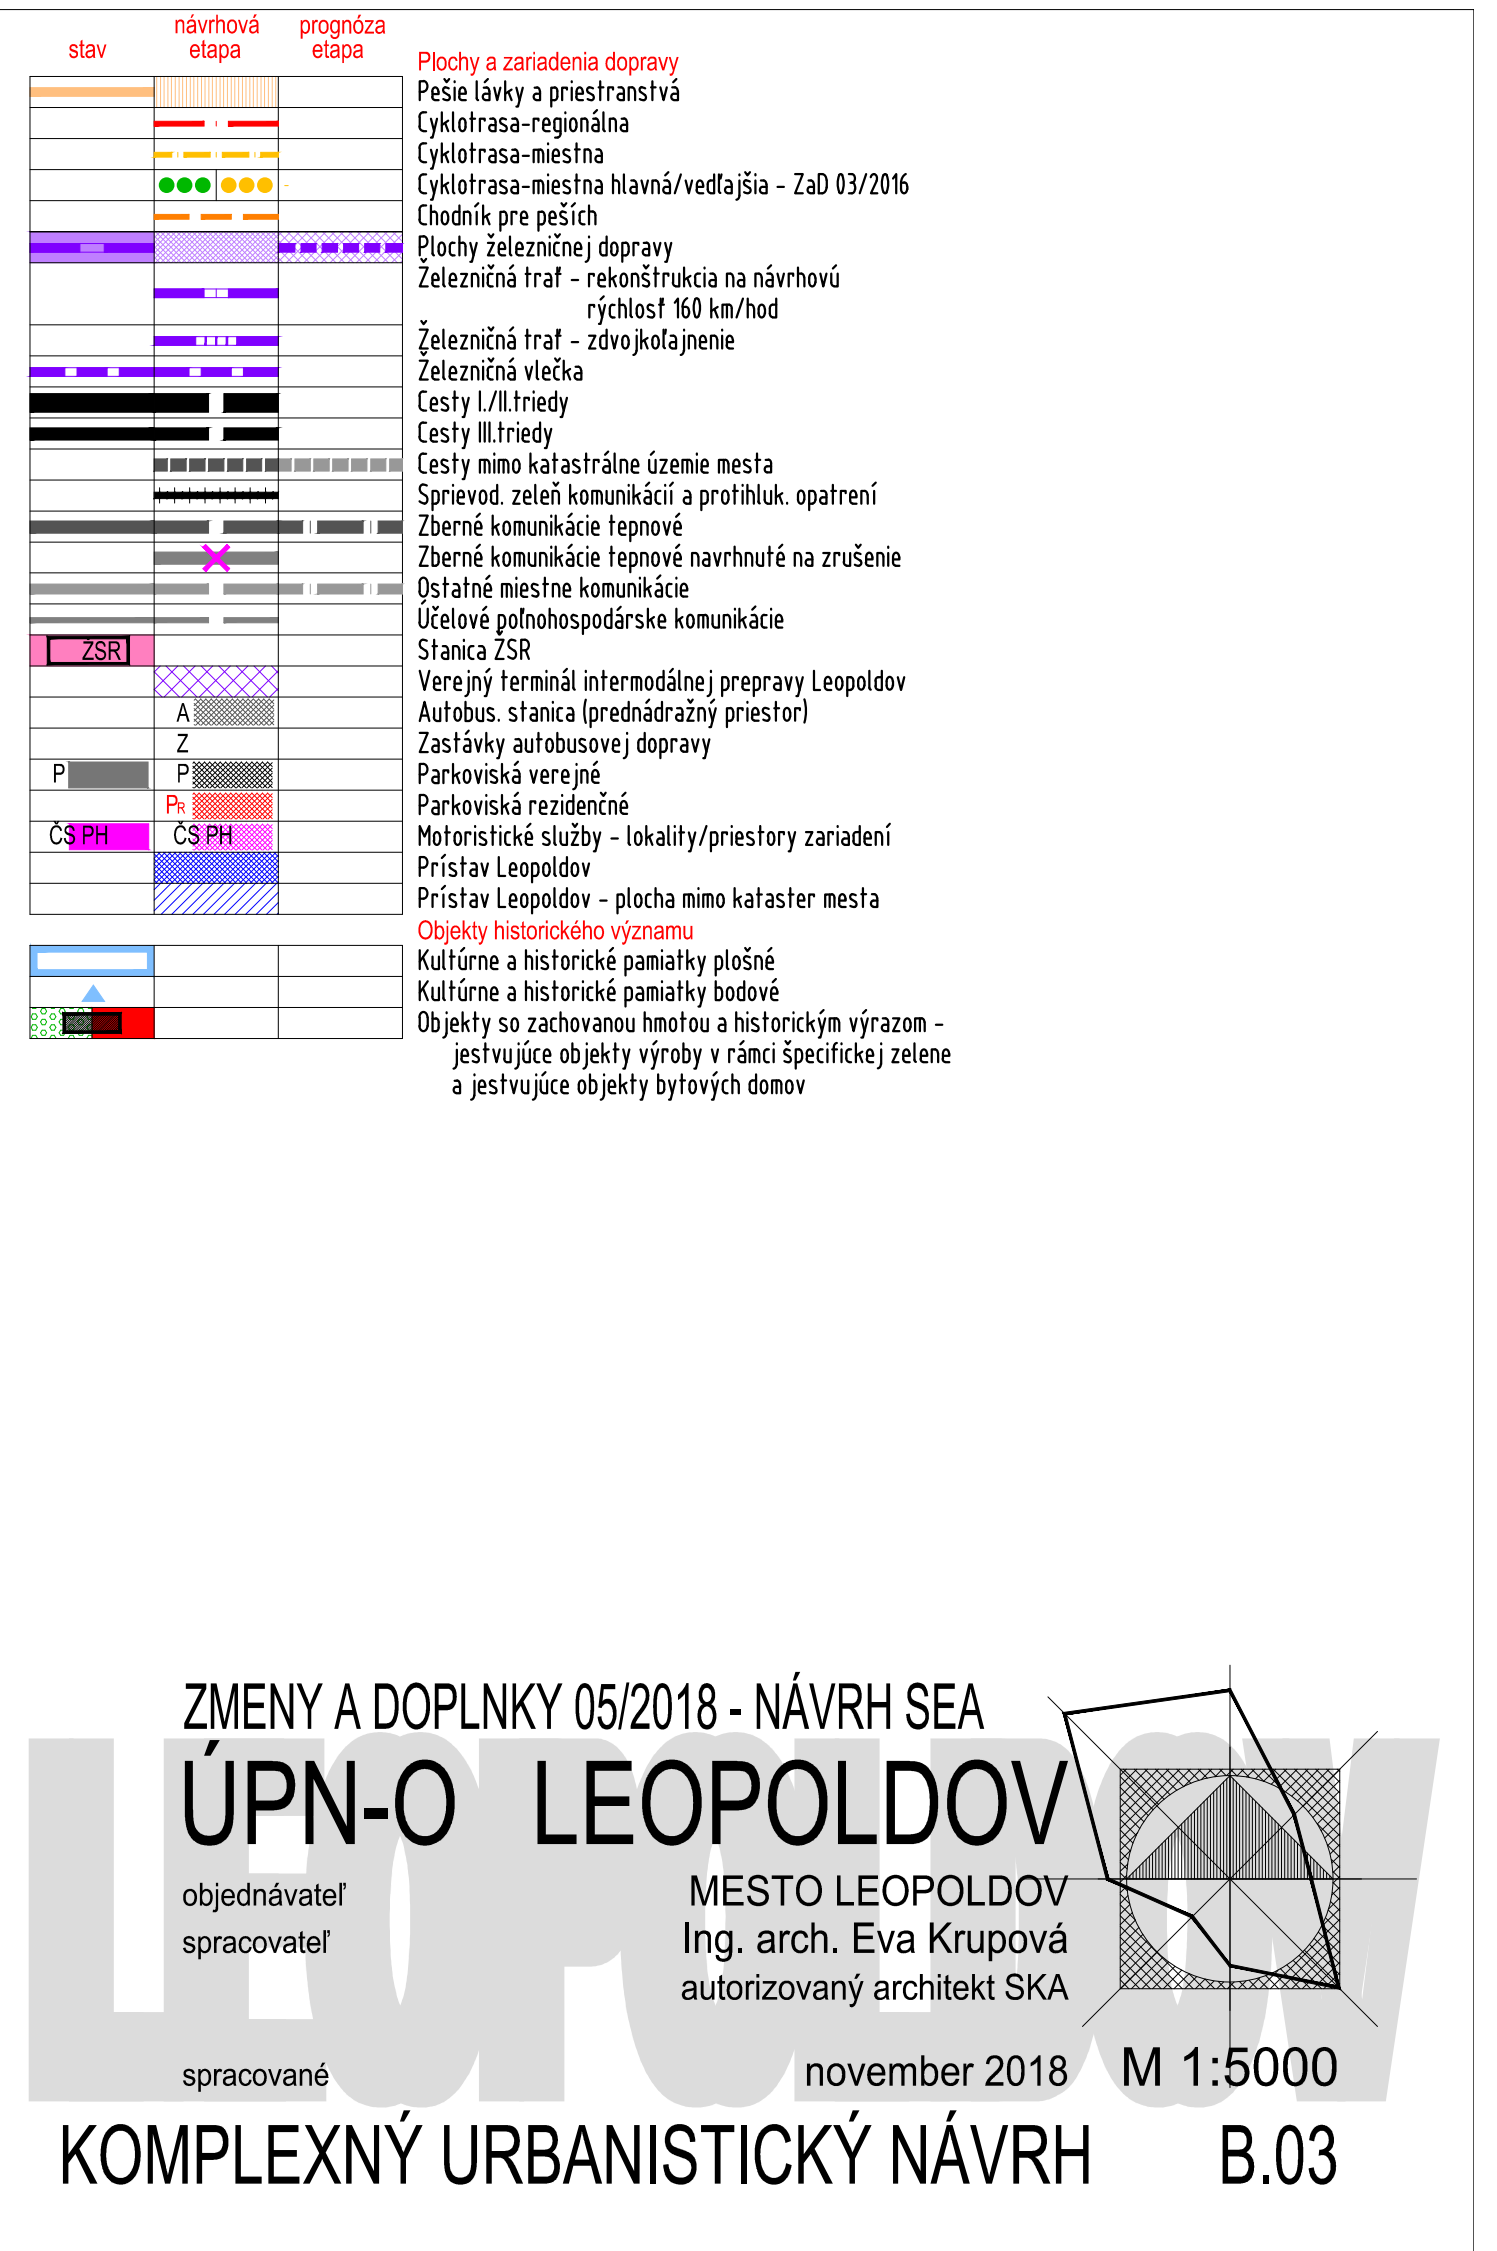 stav
návrhová etapa
prognóza etapa
Plochy a zariadenia dopravy
Pešie lávky a priestranstvá
Cyklotrasa-regionálna
Cyklotrasa-miestna
Cyklotrasa-miestna hlavná/vedľajšia - ZaD 03/2016
Chodník pre peších
Plochy železničnej dopravy
Železničná trať - rekonštrukcia na návrhovú
rýchlosť 160 km/hod
Železničná trať - zdvojkoľajnenie
Železničná vlečka
Cesty I./II.triedy
Cesty III.triedy
Cesty mimo katastrálne územie mesta
Sprievod. zeleň komunikácií a protihluk. opatrení
Zberné komunikácie tepnové
Zberné komunikácie tepnové navrhnuté na zrušenie
Ostatné miestne komunikácie
Účelové poľnohospodárske komunikácie
ŽSR Stanica ŽSR
Verejný terminál intermodálnej prepravy Leopoldov
A Autobus. stanica (prednádražný priestor)
Z Zastávky autobusovej dopravy
P P Parkoviská verejné
PR Parkoviská rezidenčné
ČS PH ČS PH Motoristické služby - lokality/priestory zariadení
Prístav Leopoldov
Prístav Leopoldov - plocha mimo kataster mesta
Objekty historického významu
Kultúrne a historické pamiatky plošné
Kultúrne a historické pamiatky bodové
Objekty so zachovanou hmotou a historickým výrazom -
jestvujúce objekty výroby v rámci špecifickej zelene
a jestvujúce objekty bytových domov
LEOPOLDOV
ZMENY A DOPLNKY 05/2018 - NÁVRH SEA
ÚPN-O LEOPOLDOV
objednávateľ MESTO LEOPOLDOV
spracovateľ Ing. arch. Eva Krupová
autorizovaný architekt SKA
spracované november 2018 M 1:5000
KOMPLEXNÝ URBANISTICKÝ NÁVRH B.03